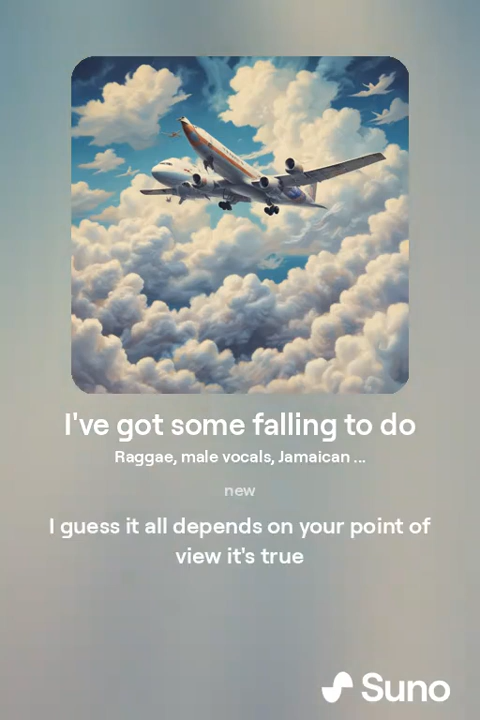 I've got some falling to do
Raggae, male vocals, Jamaican ...
new
I guess it all depends on your point of
view it's true
Suno